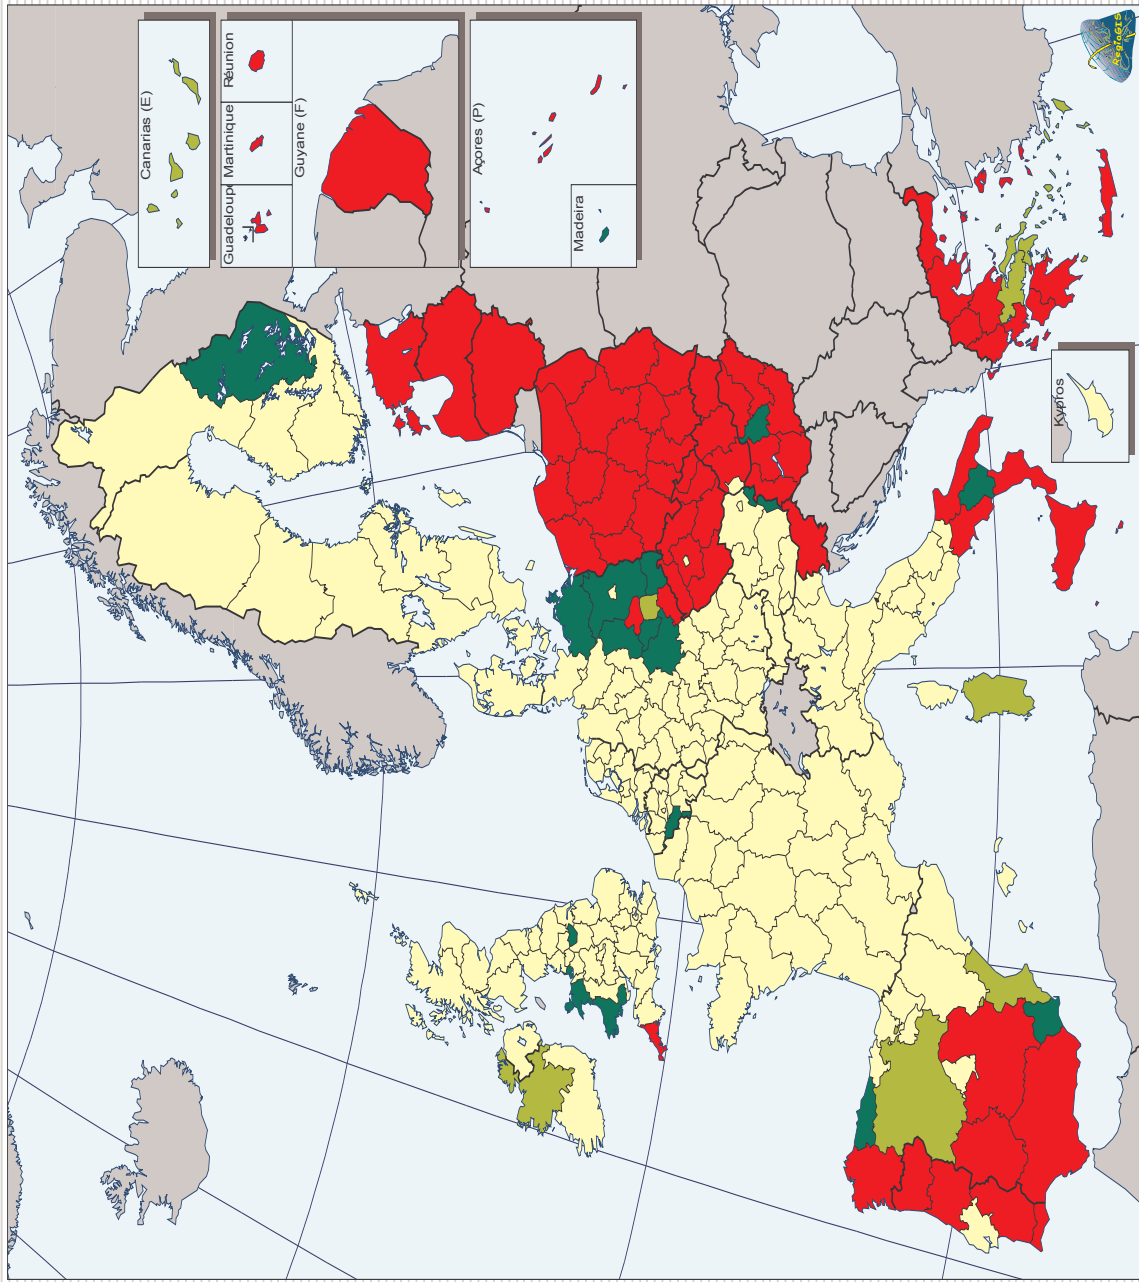 RegioGIS
Canarias (E)
Guadeloupe
Martinique
Réunion
Guyane (F)
Açores (P)
Madeira
Kypros